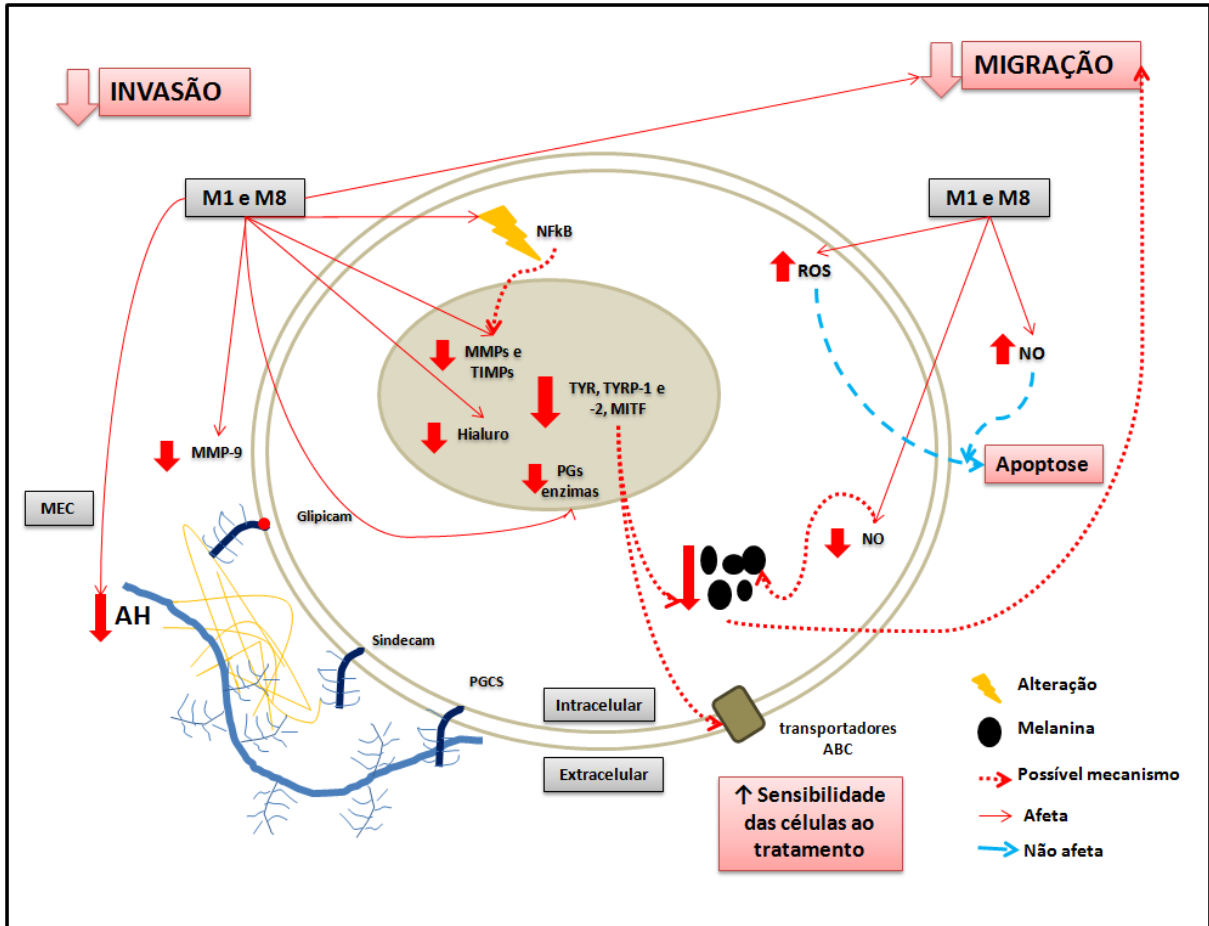 INVASÃO
MIGRAÇÃO
M1 e M8
M1 e M8
NFkB
ROS
NO
MMPs e
TIMPs
TYR, TYRP-1 e
-2, MITF
Hialuro
PGs
enzimas
MMP-9
Apoptose
MEC
Glipicam
NO
AH
Sindecam
PGCS
Intracelular
Extracelular
transportadores
ABC
↑ Sensibilidade
das células ao
tratamento
Alteração
Melanina
Possível mecanismo
Afeta
Não afeta